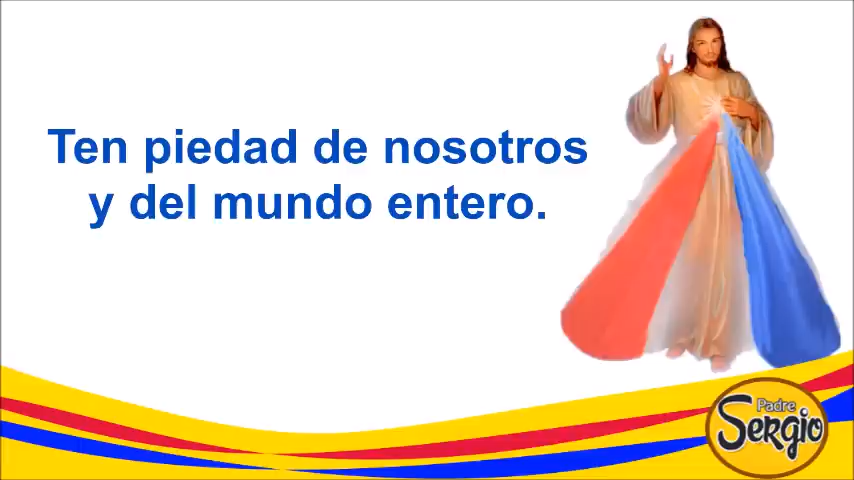 Ten piedad de nosotros
y del mundo entero.
Padre
Sergio